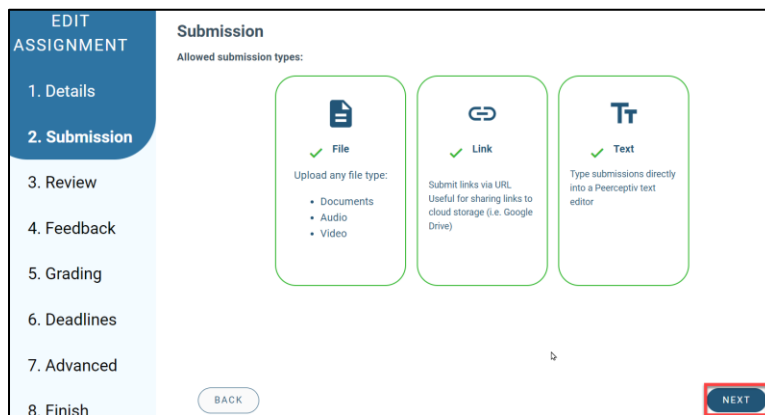 EDIT
ASSIGNMENT
1. Details
2. Submission
3. Review
4. Feedback
5. Grading
6. Deadlines
7. Advanced
8. Finish
Submission
Allowed submission types:
File
Upload any file type:
• Documents
• Audio
• Video
Link
Submit links via URL
Useful for sharing links to
cloud storage (i.e. Google
Drive)
TT
Text
Type submissions directly
into a Peerceptiv text
editor
BACK
NEXT